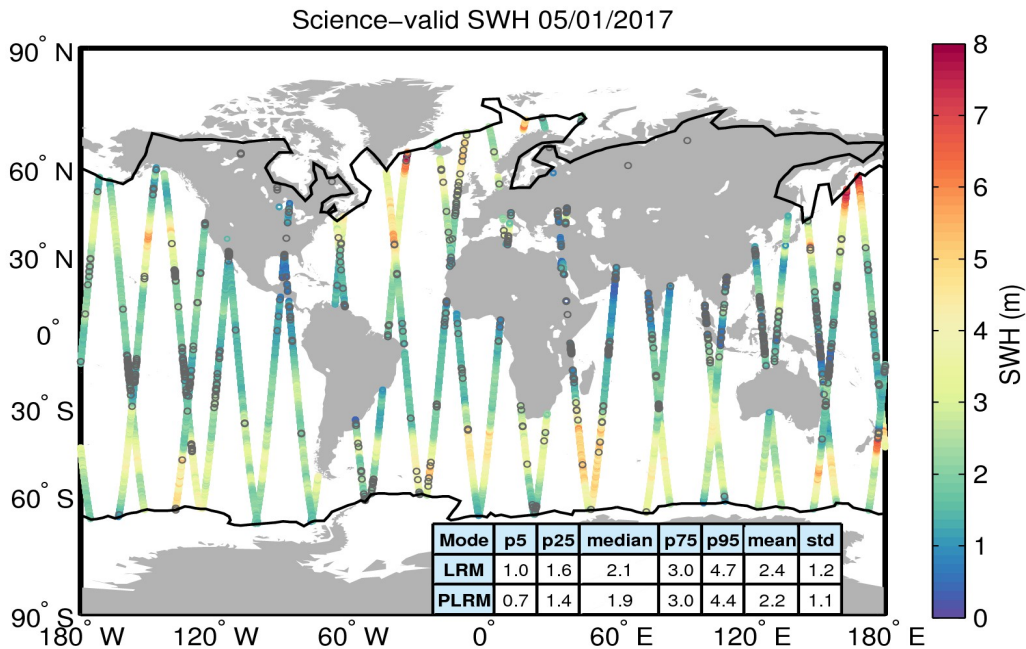 Science−valid SWH 05/01/2017
90° N
60° N
30° N
0°
30° S
60° S
90° S
180° W
120° W
60° W
0°
60° E
120° E
180° E
8
7
6
5
4
3
2
1
0
SWH (m)
Mode p5 p25 median p75 p95 mean std
LRM 1.0 1.6 2.1 3.0 4.7 2.4 1.2
PLRM 0.7 1.4 1.9 3.0 4.4 2.2 1.1